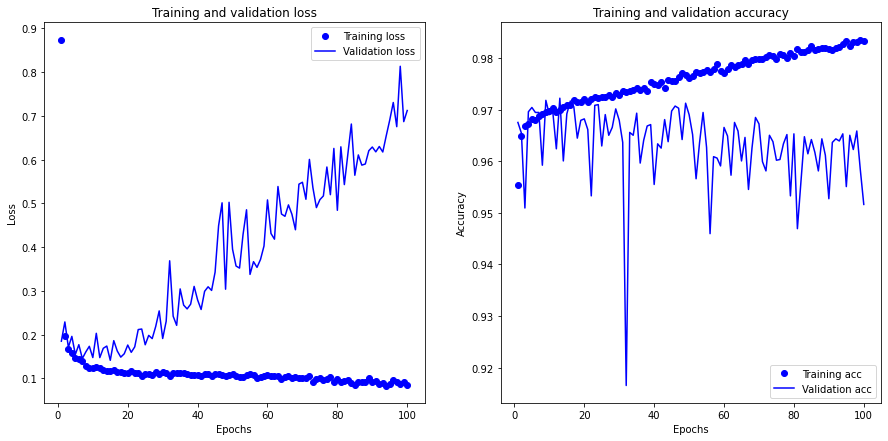 Training and validation loss
Training loss
Validation loss
Loss
0.9
0.8
0.7
0.6
0.5
0.4
0.3
0.2
0.1
0 20 40 60 80 100
Epochs
Training and validation accuracy
Accuracy
0.98
0.97
0.96
0.95
0.94
0.93
0.92
Training acc
Validation acc
0 20 40 60 80 100
Epochs